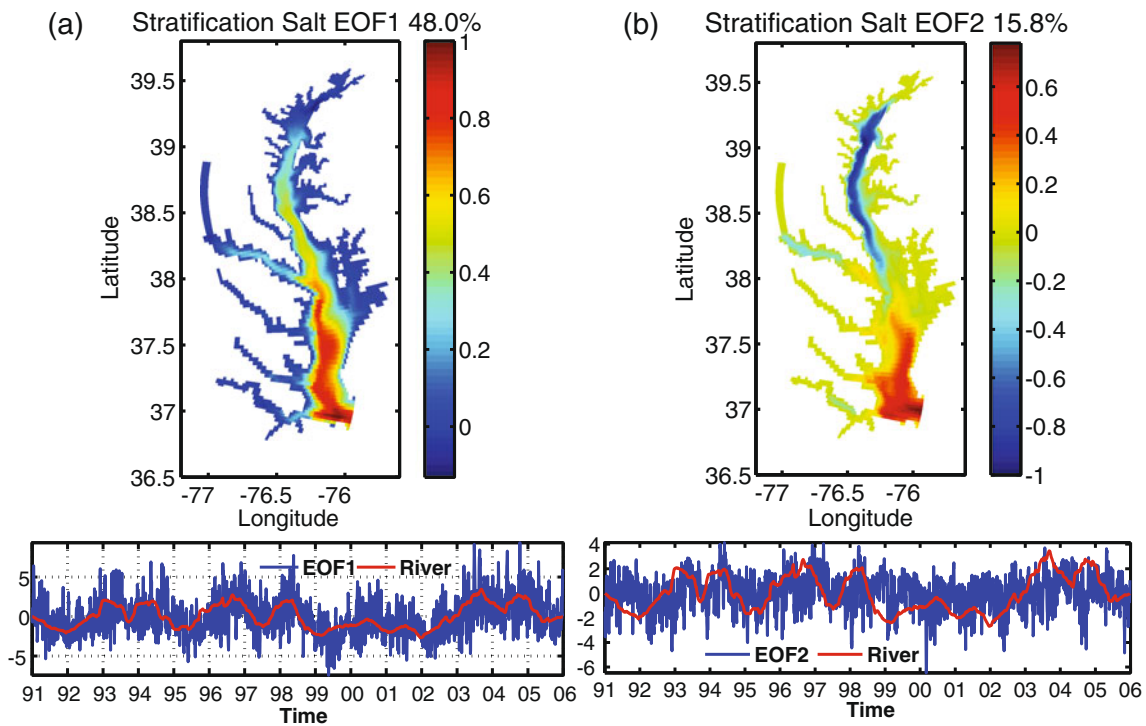 (a) Stratification Salt EOF1 48.0%
39.5
39
38.5
38
37.5
37
36.5
Latitude
-77 -76.5 -76
Longitude
1
0.8
0.6
0.4
0.2
0
(b) Stratification Salt EOF2 15.8%
39.5
39
38.5
38
37.5
37
36.5
Latitude
-77 -76.5 -76
Longitude
0.6
0.4
0.2
0
-0.2
-0.4
-0.6
-0.8
-1
EOF1 River
5
0
-5
91 92 93 94 95 96 97 98 99 00 01 02 03 04 05 06
Time
4
2
0
-2
-4
-6
EOF2 River
91 92 93 94 95 96 97 98 99 00 01 02 03 04 05 06
Time